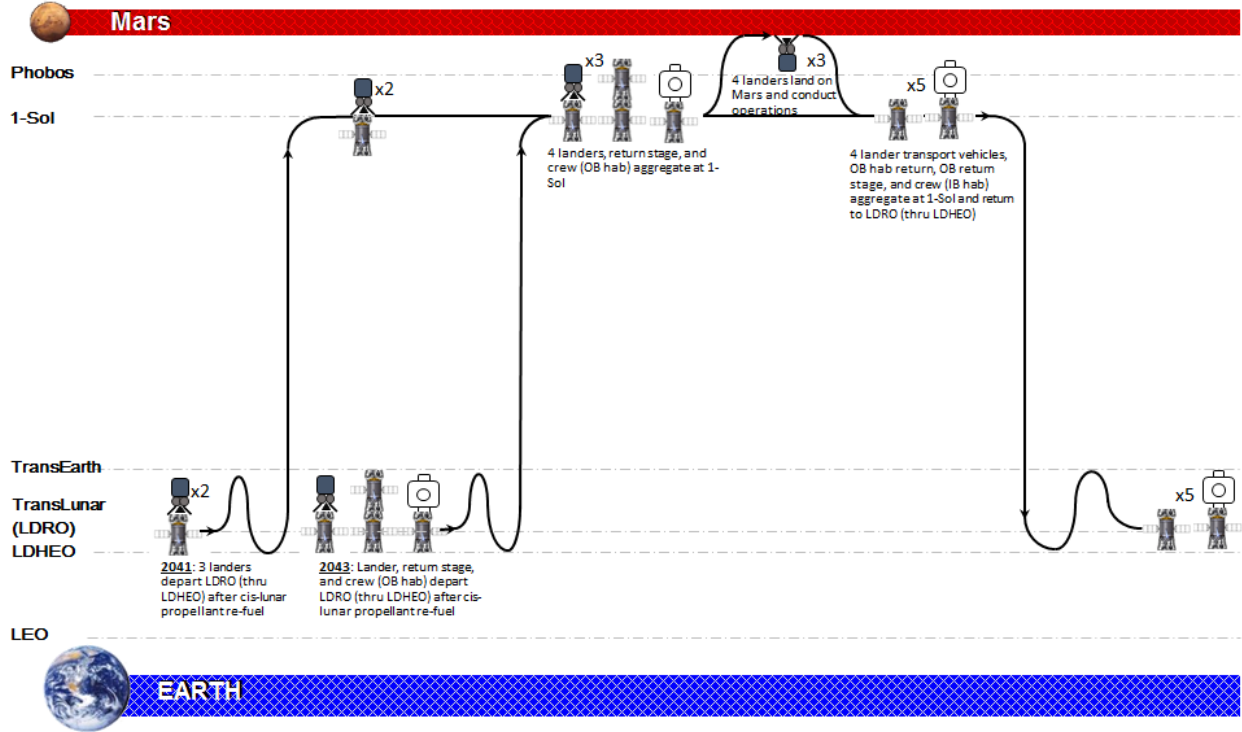 Mars
Phobos
1-Sol
x2
x3
4 landers, return stage, and
crew (OB hab) aggregate at 1-
Sol
x3
4 landers land on
Mars and conduct
operations
x5
4 lander transport vehicles,
OB hab return, OB return
stage, and crew (IB hab)
aggregate at 1-Sol and return
to LDRO (thru LDHEO)
TransEarth
TransLunar
(LDRO)
LDHEO
x2
2041: 3 landers
depart LDRO (thru
LDHEO) after cis-lunar
propellant re-fuel
2043: Lander, return stage,
and crew (OB hab) depart
LDRO (thru LDHEO) after cis-
lunar propellant re-fuel
x5
LEO
EARTH